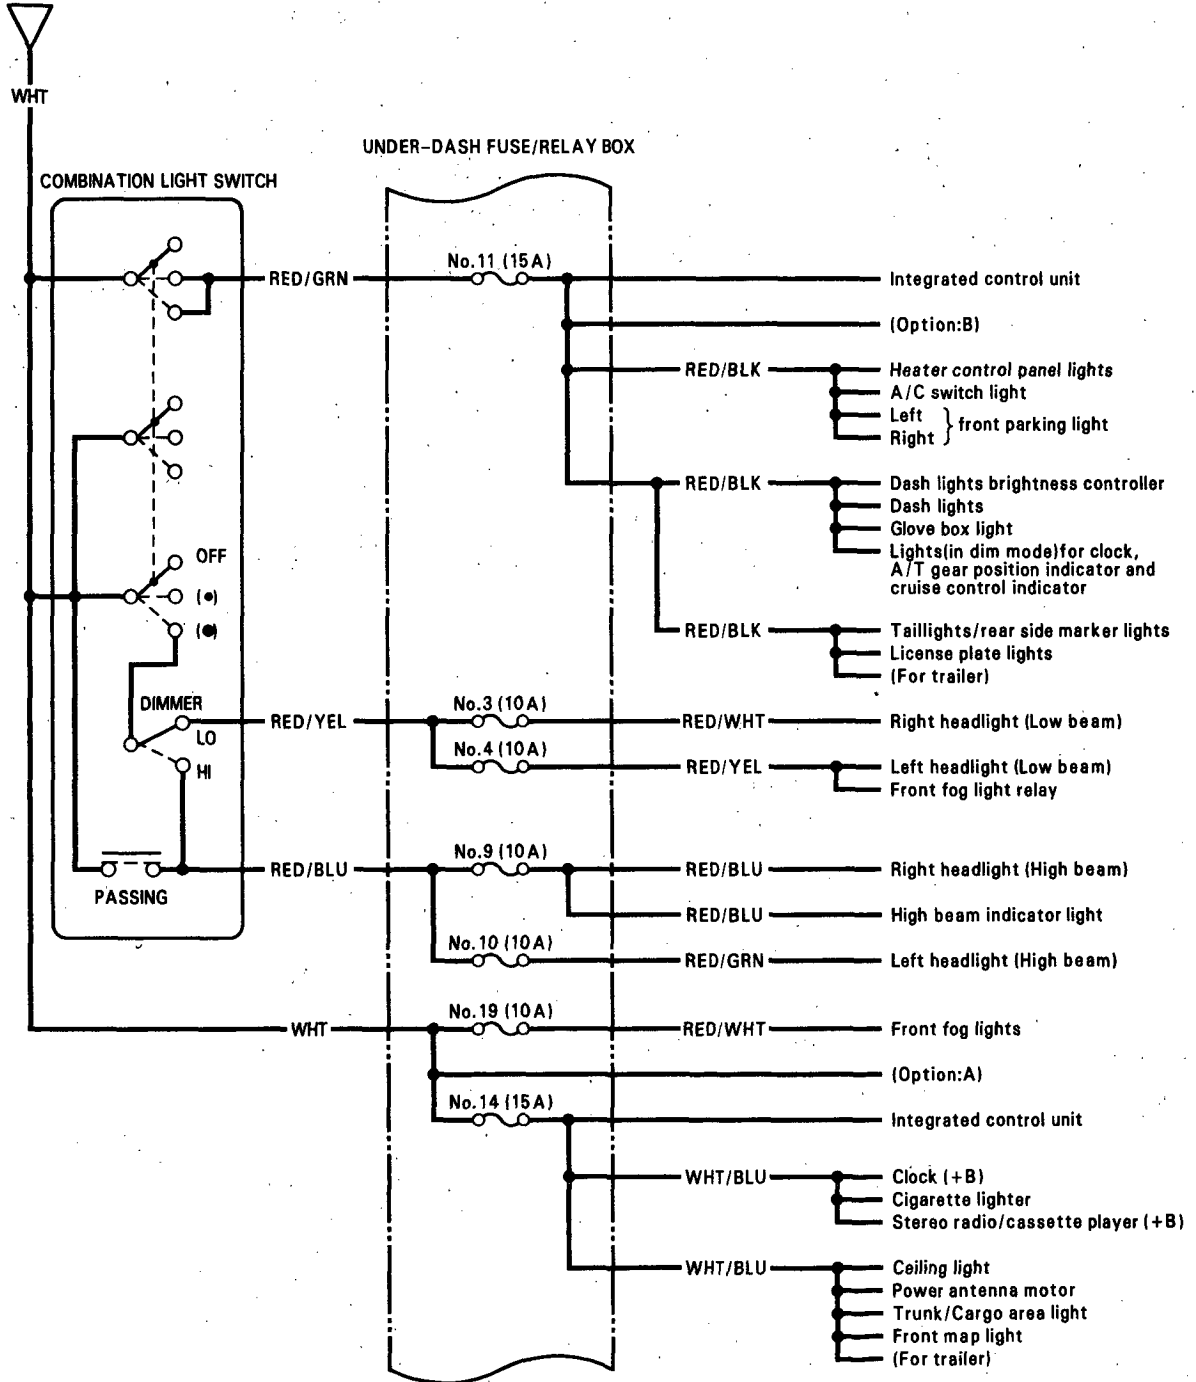 WHT
UNDER-DASH FUSE/RELAY BOX
COMBINATION LIGHT SWITCH
RED/GRN
No.11 (15A)
Integrated control unit
(Option:B)
RED/BLK
Heater control panel lights
A/C switch light
Left
Right
front parking light
RED/BLK
Dash lights brightness controller
Dash lights
Glove box light
Lights(in dim mode)for clock,
A/T gear position indicator and
cruise control indicator
OFF
RED/BLK
Taillights/rear side marker lights
License plate lights
(For trailer)
DIMMER
LO
HI
RED/YEL
No.3 (10A)
RED/WHT
Right headlight (Low beam)
No.4 (10A)
RED/YEL
Left headlight (Low beam)
Front fog light relay
PASSING
RED/BLU
No.9 (10A)
RED/BLU
Right headlight (High beam)
RED/BLU
High beam indicator light
No.10 (10A)
RED/GRN
Left headlight (High beam)
WHT
No.19 (10A)
RED/WHT
Front fog lights
(Option:A)
No.14 (15A)
Integrated control unit
WHT/BLU
Clock (+B)
Cigarette lighter
Stereo radio/cassette player (+B)
WHT/BLU
Ceiling light
Power antenna motor
Trunk/Cargo area light
Front map light
(For trailer)